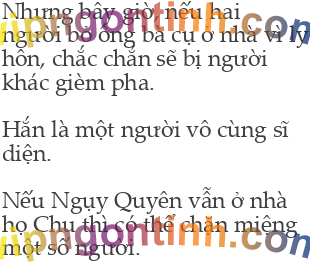 Nhưng bây giờ, nếu hai
người bỏ ông bà cụ ở nhà vì ly
hôn, chắc chắn sẽ bị người
khác gièm pha.
Hắn là một người vô cùng sĩ
diện.
Nếu Ngụy Quyên vẫn ở nhà
họ Chu thì có thể chặn miệng
một số người.